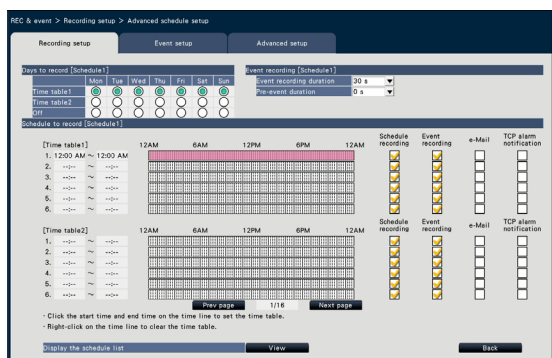 REC & event > Recording setup > Advanced schedule setup
Recording setup Event setup Advanced setup
Days to record [Schedule1] Event recording [Schedule1]
Mon Tue Wed Thu Fri Sat Sun Event recording duration 30 s
Time table1 Pre-event duration 0 s
Time table2
Off
Schedule to record [Schedule1]
[Time table1] 12AM 6AM 12PM 6PM 12AM Schedule recording Event recording e-Mail TCP alarm notification
1. 12:00 AM ~ 12:00 AM
2. --:-- ~ --:--
3. --:-- ~ --:--
4. --:-- ~ --:--
5. --:-- ~ --:--
6. --:-- ~ --:--
[Time table2] 12AM 6AM 12PM 6PM 12AM Schedule recording Event recording e-Mail TCP alarm notification
1. --:-- ~ --:--
2. --:-- ~ --:--
3. --:-- ~ --:--
4. --:-- ~ --:--
5. --:-- ~ --:--
6. --:-- ~ --:--
Prev page 1/16 Next page
· Click the start time and end time on the time line to set the time table.
· Right-click on the time line to clear the time table.
Display the schedule list View Back